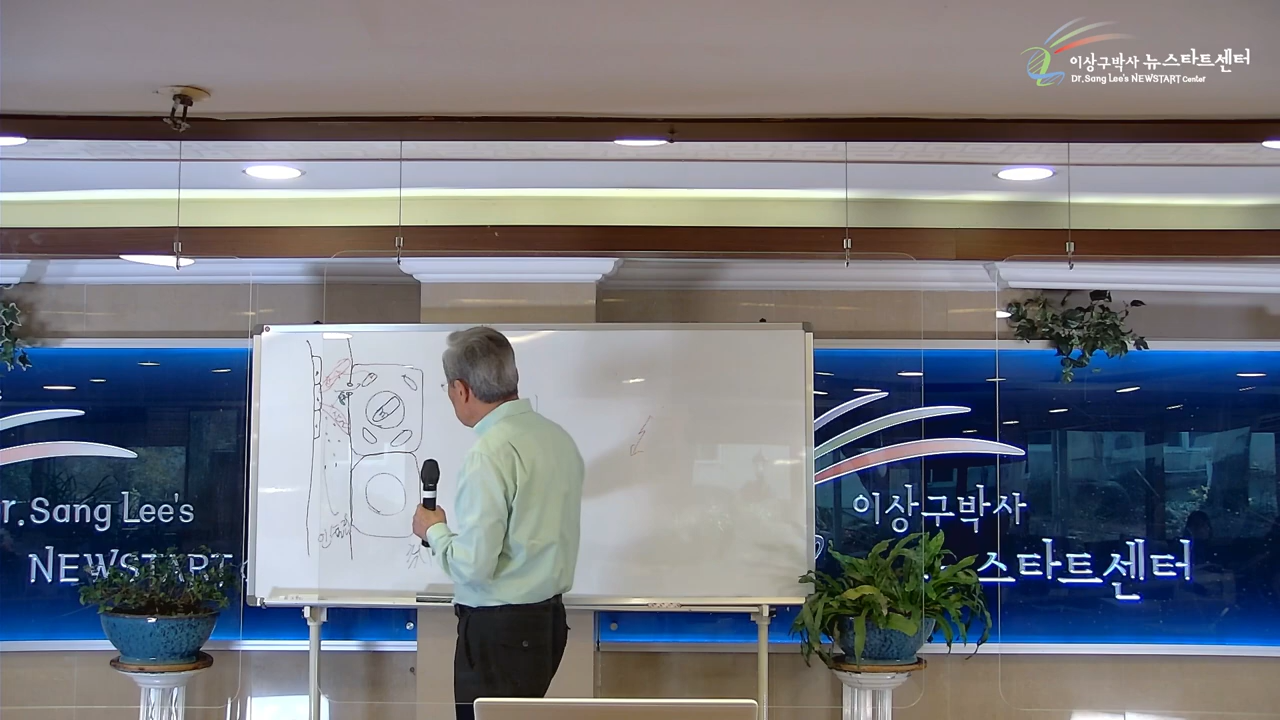 이상구박사 뉴스타트센터
Dr. Sang Lee's NEWSTART Center
r. Sang Lee's
NEWSTART
이상구박사
스타트센터